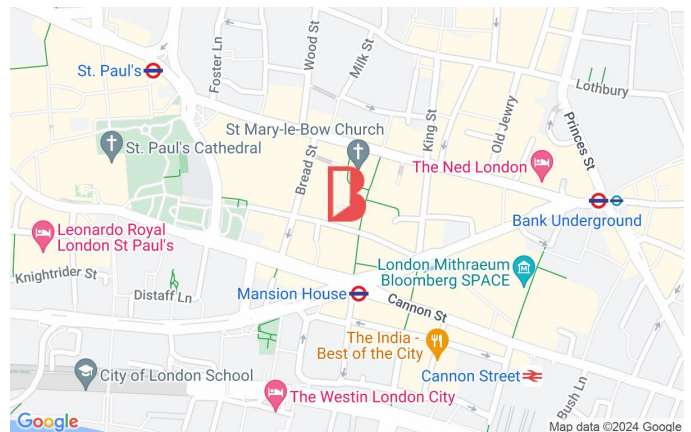 Wood St
Milk St
Foster Ln
St. Paul's
Lothbury
King St
Old Jewry
Princes St
St Mary-le-Bow Church
St. Paul's Cathedral
Bread St
The Ned London
B
Bank Underground
Leonardo Royal
London St Paul's
London Mithraeum
Bloomberg SPACE
Knightrider St
Distaff Ln
Mansion House
Cannon St
The India -
Best of the City
City of London School
Cannon Street
The Westin London City
Bush Ln
Google
Map data ©2024 Google